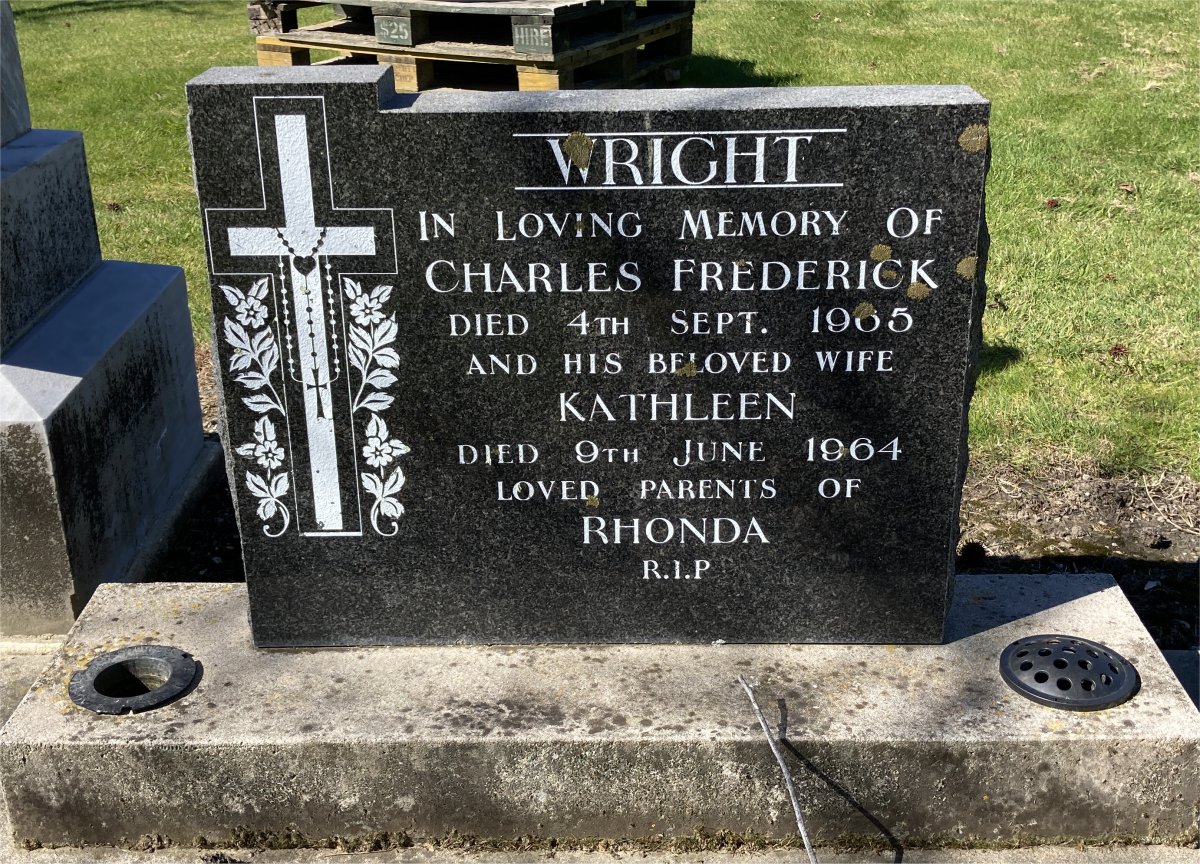 $25
HIRE
WRIGHT
IN LOVING MEMORY OF
CHARLES FREDERICK
DIED 4TH SEPT. 1965
AND HIS BELOVED WIFE
KATHLEEN
DIED 9TH JUNE 1964
LOVED PARENTS OF
RHONDA
R.I.P